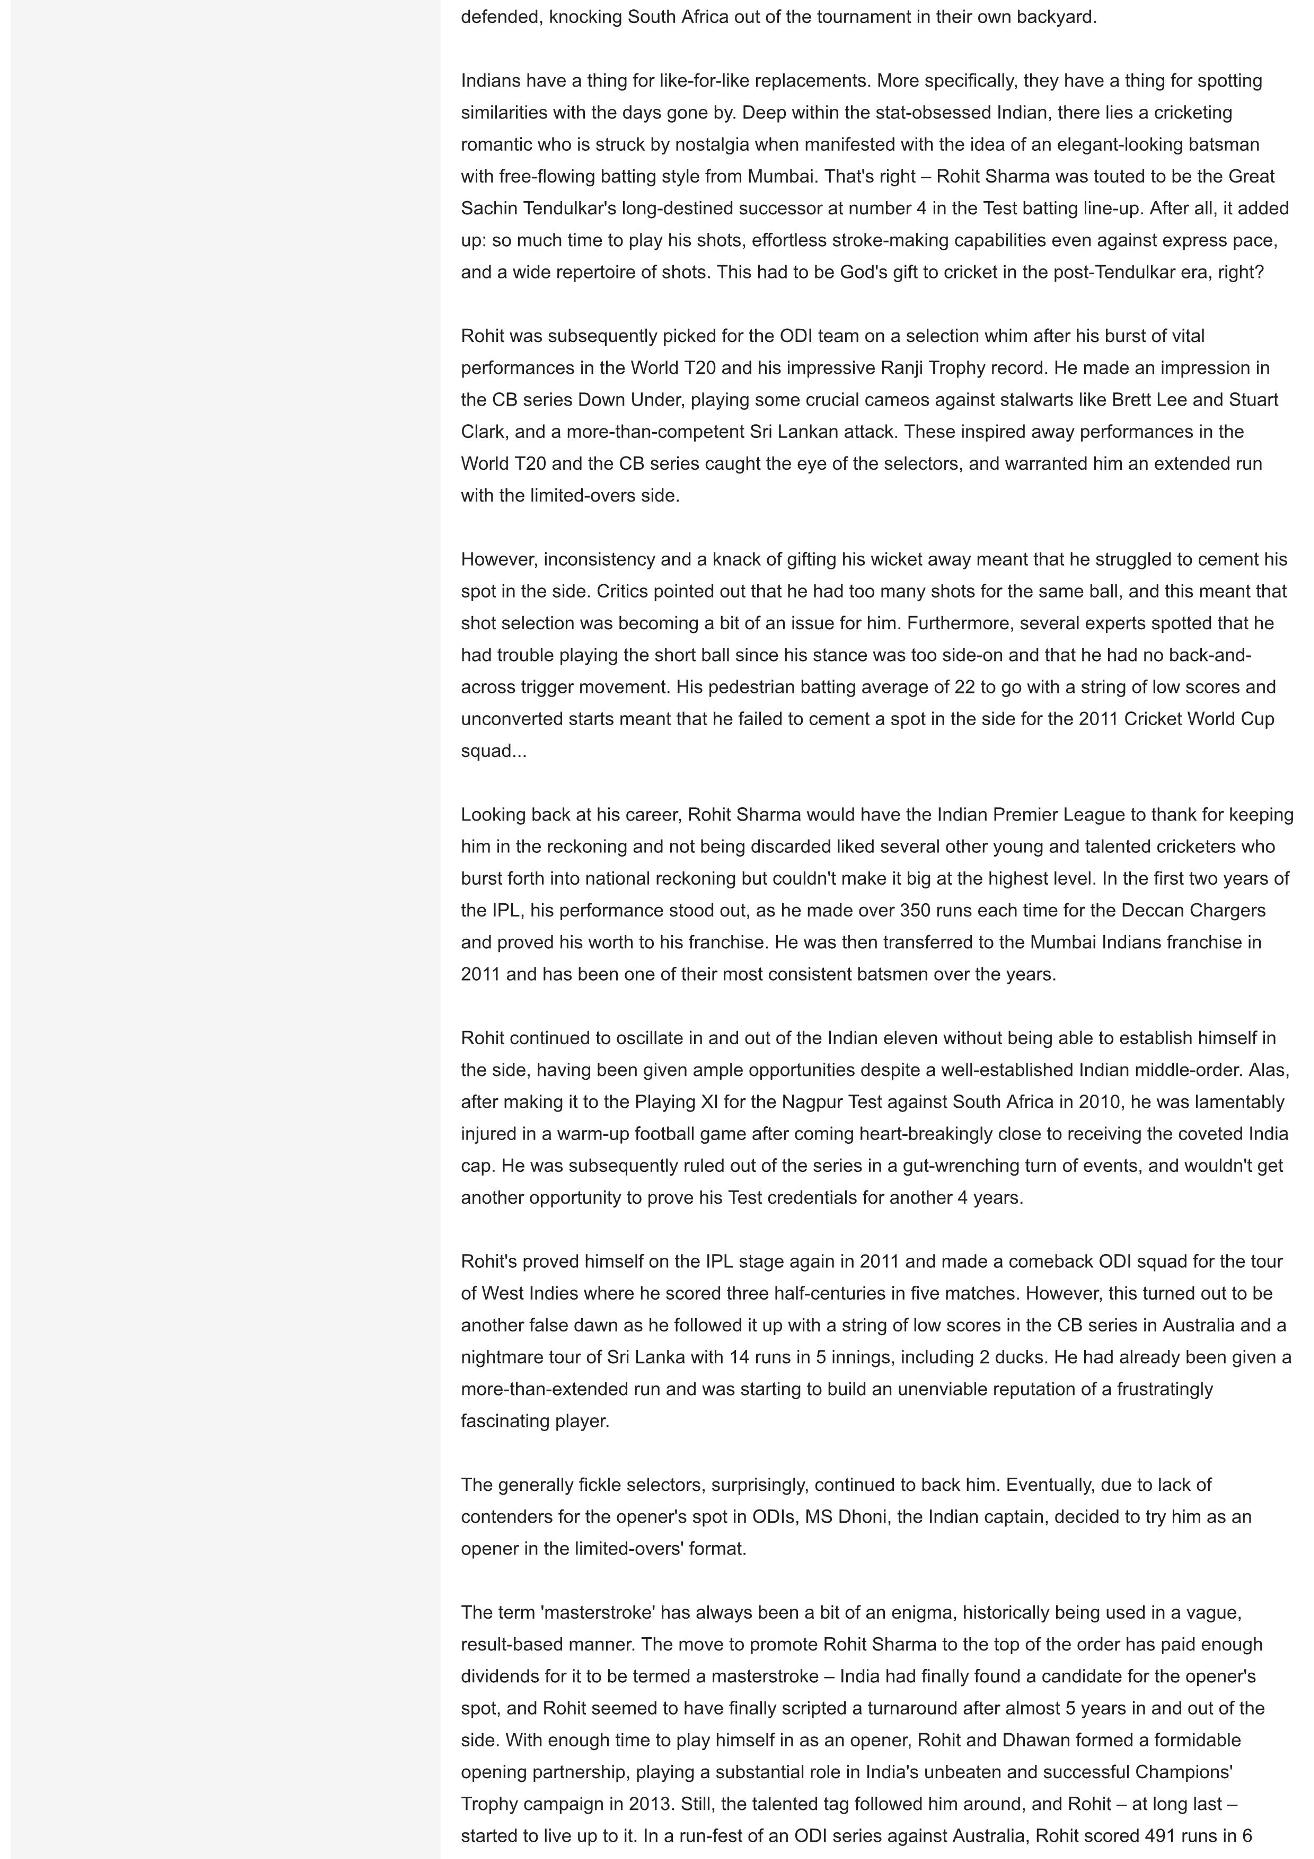 defended, knocking South Africa out of the tournament in their own backyard.
Indians have a thing for like-for-like replacements. More specifically, they have a thing for spotting
similarities with the days gone by. Deep within the stat-obsessed Indian, there lies a cricketing
romantic who is struck by nostalgia when manifested with the idea of an elegant-looking batsman
with free-flowing batting style from Mumbai. That's right – Rohit Sharma was touted to be the Great
Sachin Tendulkar's long-destined successor at number 4 in the Test batting line-up. After all, it added
up: so much time to play his shots, effortless stroke-making capabilities even against express pace,
and a wide repertoire of shots. This had to be God's gift to cricket in the post-Tendulkar era, right?
Rohit was subsequently picked for the ODI team on a selection whim after his burst of vital
performances in the World T20 and his impressive Ranji Trophy record. He made an impression in
the CB series Down Under, playing some crucial cameos against stalwarts like Brett Lee and Stuart
Clark, and a more-than-competent Sri Lankan attack. These inspired away performances in the
World T20 and the CB series caught the eye of the selectors, and warranted him an extended run
with the limited-overs side.
However, inconsistency and a knack of gifting his wicket away meant that he struggled to cement his
spot in the side. Critics pointed out that he had too many shots for the same ball, and this meant that
shot selection was becoming a bit of an issue for him. Furthermore, several experts spotted that he
had trouble playing the short ball since his stance was too side-on and that he had no back-and-
across trigger movement. His pedestrian batting average of 22 to go with a string of low scores and
unconverted starts meant that he failed to cement a spot in the side for the 2011 Cricket World Cup
squad...
Looking back at his career, Rohit Sharma would have the Indian Premier League to thank for keeping
him in the reckoning and not being discarded liked several other young and talented cricketers who
burst forth into national reckoning but couldn't make it big at the highest level. In the first two years of
the IPL, his performance stood out, as he made over 350 runs each time for the Deccan Chargers
and proved his worth to his franchise. He was then transferred to the Mumbai Indians franchise in
2011 and has been one of their most consistent batsmen over the years.
Rohit continued to oscillate in and out of the Indian eleven without being able to establish himself in
the side, having been given ample opportunities despite a well-established Indian middle-order. Alas,
after making it to the Playing XI for the Nagpur Test against South Africa in 2010, he was lamentably
injured in a warm-up football game after coming heart-breakingly close to receiving the coveted India
cap. He was subsequently ruled out of the series in a gut-wrenching turn of events, and wouldn't get
another opportunity to prove his Test credentials for another 4 years.
Rohit's proved himself on the IPL stage again in 2011 and made a comeback ODI squad for the tour
of West Indies where he scored three half-centuries in five matches. However, this turned out to be
another false dawn as he followed it up with a string of low scores in the CB series in Australia and a
nightmare tour of Sri Lanka with 14 runs in 5 innings, including 2 ducks. He had already been given a
more-than-extended run and was starting to build an unenviable reputation of a frustratingly
fascinating player.
The generally fickle selectors, surprisingly, continued to back him. Eventually, due to lack of
contenders for the opener's spot in ODIs, MS Dhoni, the Indian captain, decided to try him as an
opener in the limited-overs' format.
The term 'masterstroke' has always been a bit of an enigma, historically being used in a vague,
result-based manner. The move to promote Rohit Sharma to the top of the order has paid enough
dividends for it to be termed a masterstroke – India had finally found a candidate for the opener's
spot, and Rohit seemed to have finally scripted a turnaround after almost 5 years in and out of the
side. With enough time to play himself in as an opener, Rohit and Dhawan formed a formidable
opening partnership, playing a substantial role in India's unbeaten and successful Champions'
Trophy campaign in 2013. Still, the talented tag followed him around, and Rohit – at long last –
started to live up to it. In a run-fest of an ODI series against Australia, Rohit scored 491 runs in 6